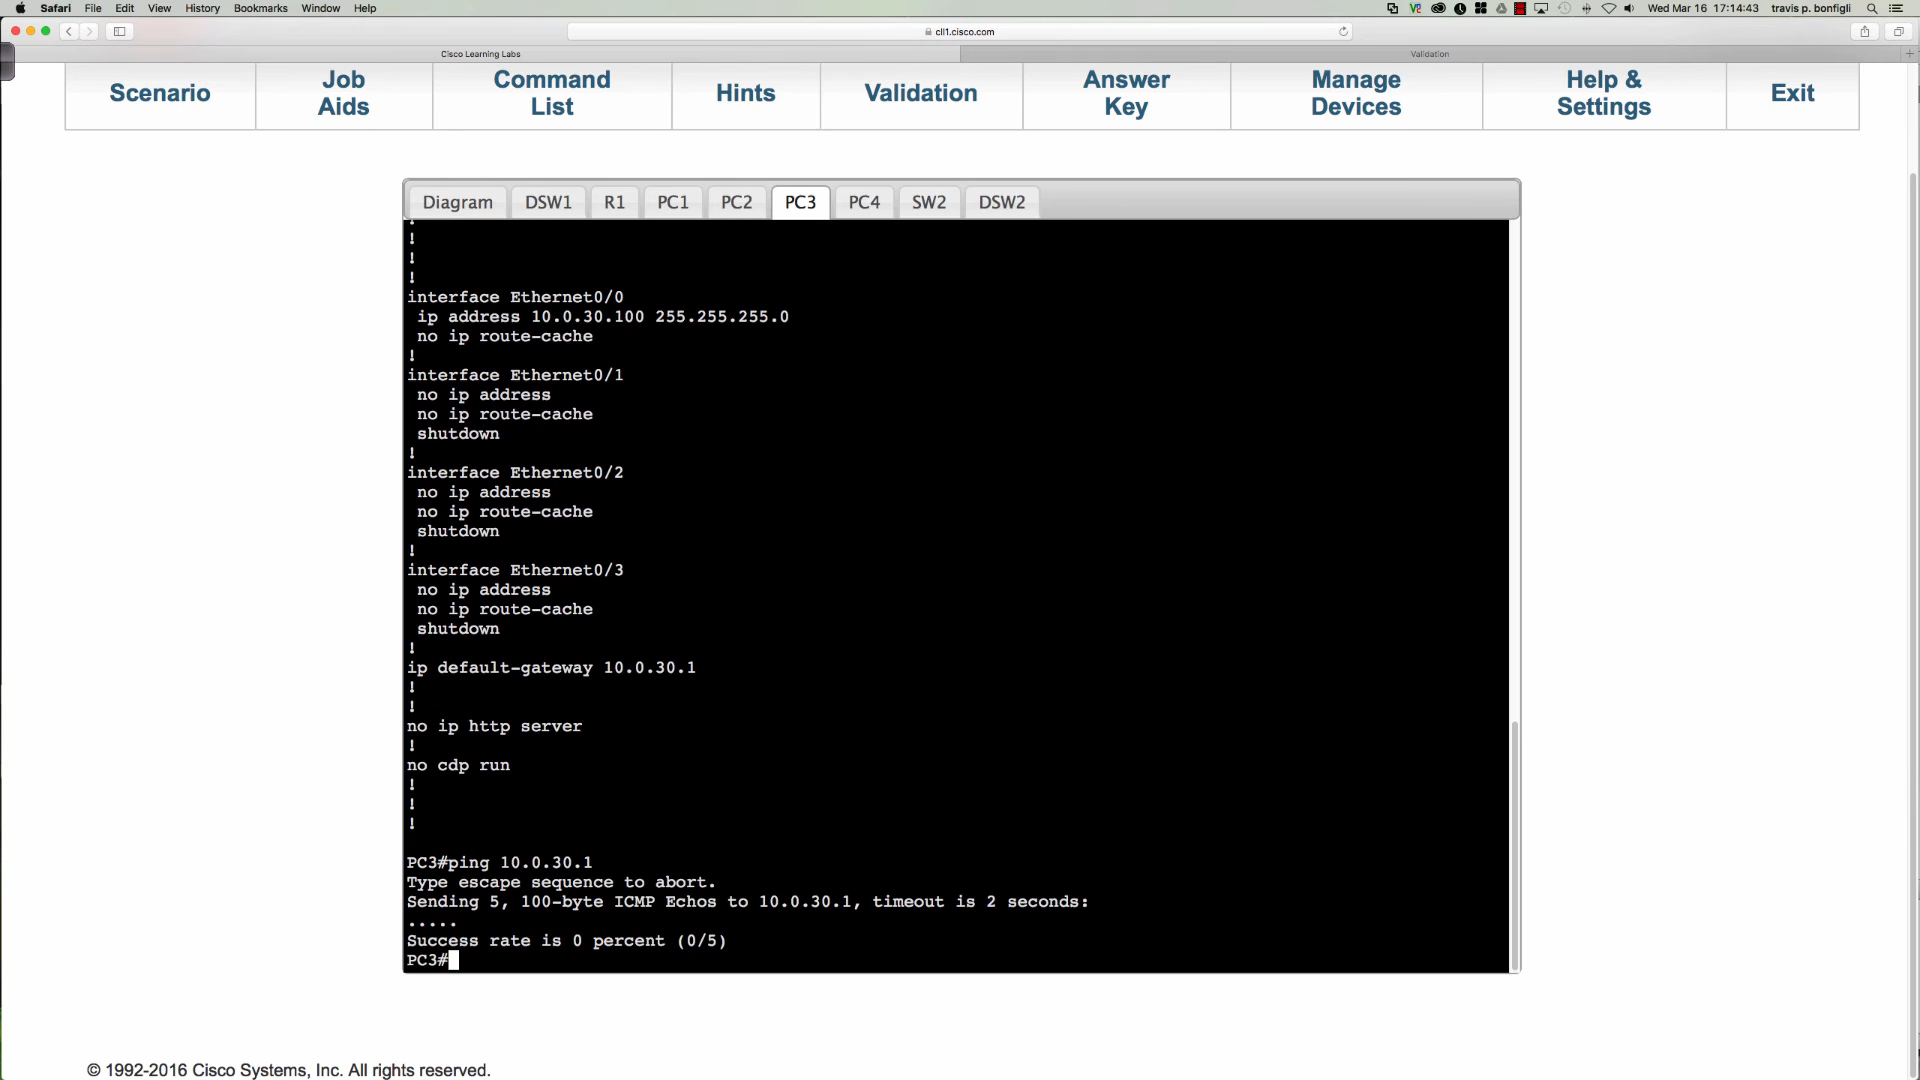 Safari File Edit View History Bookmarks Window Help Wed Mar 16 17:14:43 travis p. bonfigli
cll1.cisco.com
Cisco Learning Labs Validation
Scenario Job Aids Command List Hints Validation Answer Key Manage Devices Help & Settings Exit
Diagram DSW1 R1 PC1 PC2 PC3 PC4 SW2 DSW2
!
!
!
!
interface Ethernet0/0
ip address 10.0.30.100 255.255.255.0
no ip route-cache
!
interface Ethernet0/1
no ip address
no ip route-cache
shutdown
!
interface Ethernet0/2
no ip address
no ip route-cache
shutdown
!
interface Ethernet0/3
no ip address
no ip route-cache
shutdown
!
ip default-gateway 10.0.30.1
!
!
no ip http server
!
no cdp run
!
!
!
PC3#ping 10.0.30.1
Type escape sequence to abort.
Sending 5, 100-byte ICMP Echos to 10.0.30.1, timeout is 2 seconds:
.....
Success rate is 0 percent (0/5)
PC3#
© 1992-2016 Cisco Systems, Inc. All rights reserved.